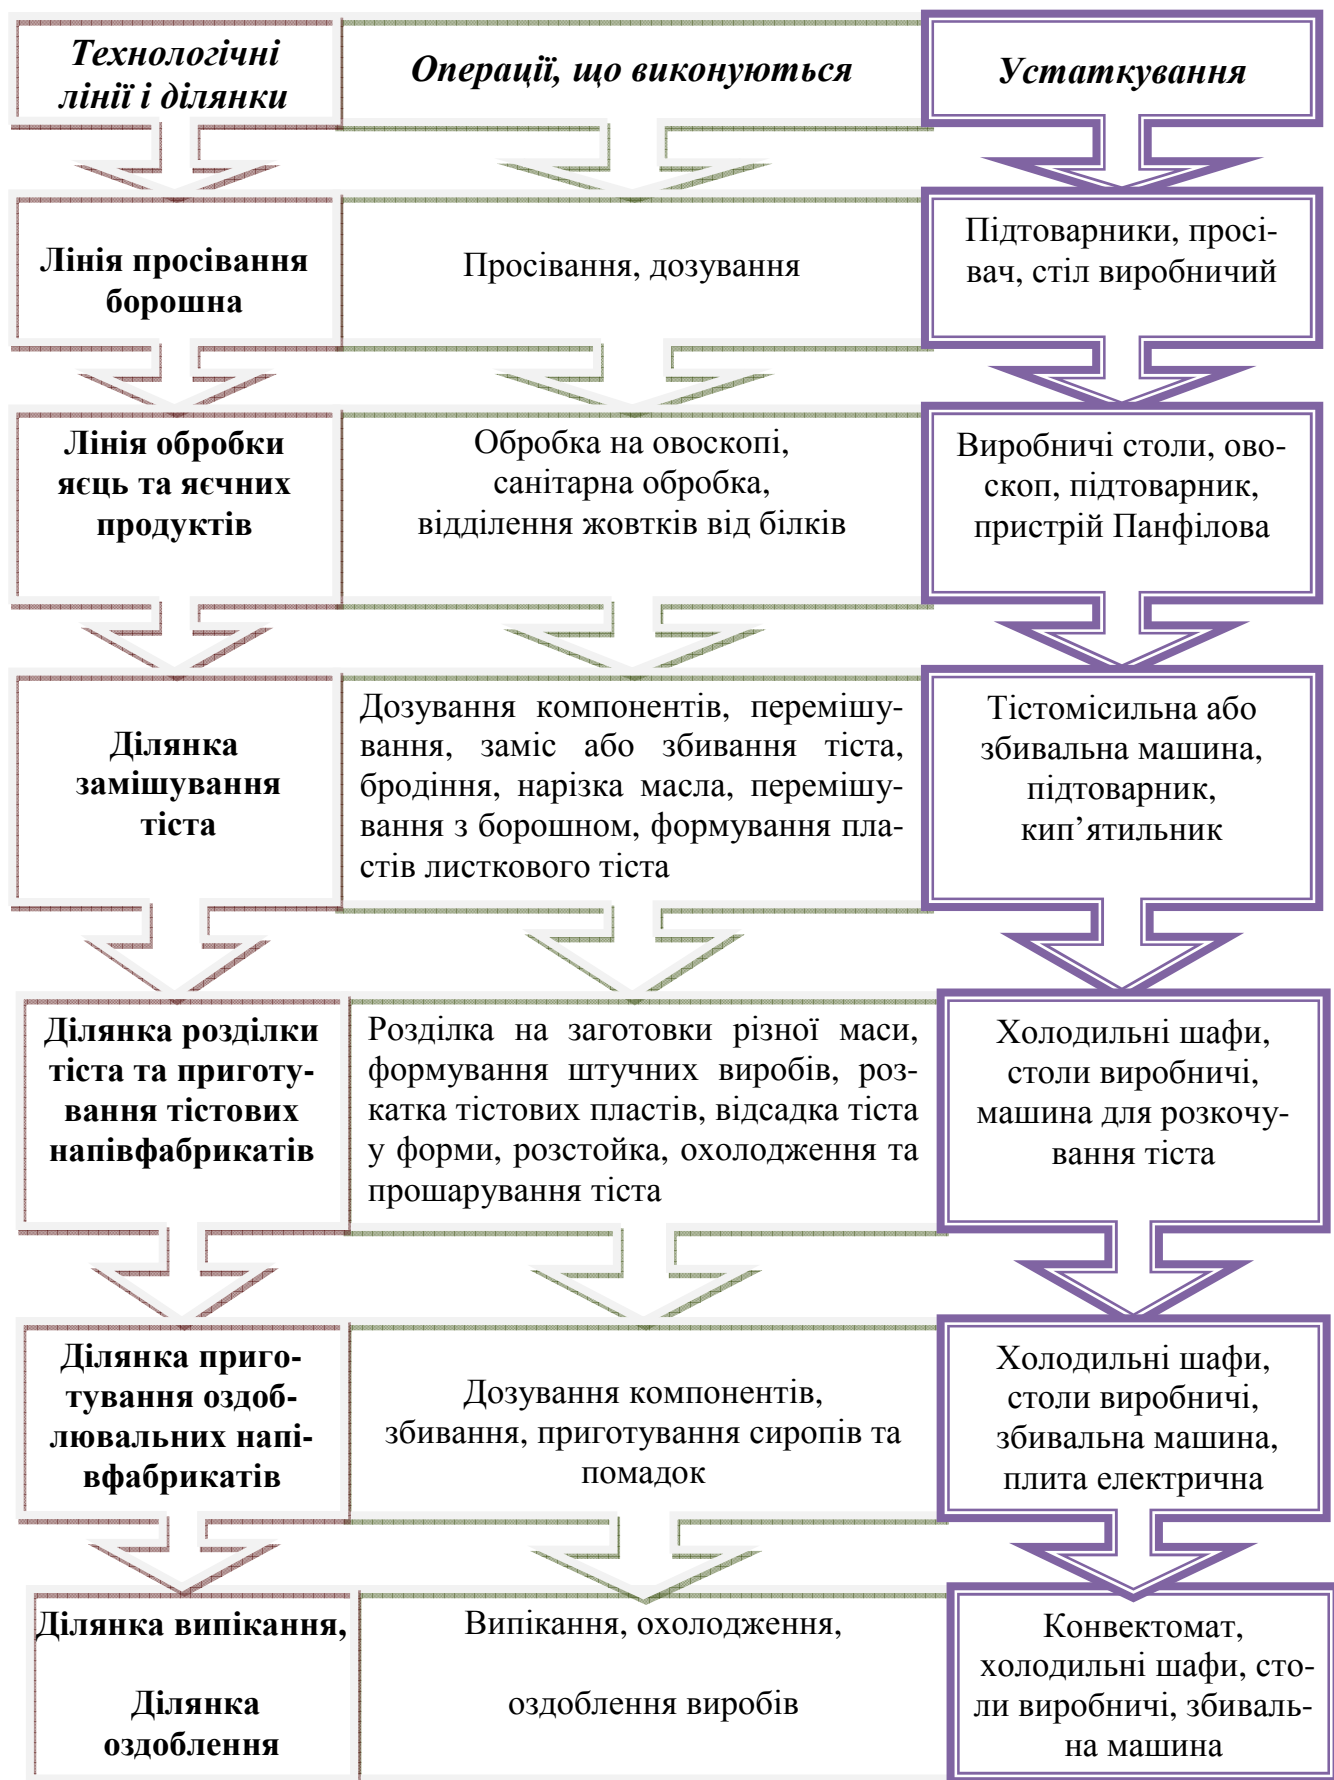 Технологічні
лінії і ділянки
Операції, що виконуються
Устаткування
Лінія просівання
борошна
Просівання, дозування
Підтоварники, просі-
вач, стіл виробничий
Лінія обробки
яєць та яєчних
продуктів
Обробка на овоскопі,
санітарна обробка,
відділення жовтків від білків
Виробничі столи, ово-
скоп, підтоварник,
пристрій Панфілова
Ділянка
замішування
тіста
Дозування компонентів, перемішу-
вання, заміс або збивання тіста,
бродіння, нарізка масла, перемішу-
вання з борошном, формування пла-
стів листкового тіста
Тістомісильна або
збивальна машина,
підтоварник,
кип’ятильник
Ділянка розділки
тіста та приготу-
вання тістових
напівфабрикатів
Розділка на заготовки різної маси,
формування штучних виробів, роз-
катка тістових пластів, відсадка тіста
у форми, розстойка, охолодження та
прошарування тіста
Холодильні шафи,
столи виробничі,
машина для розкочу-
вання тіста
Ділянка приго-
тування оздоб-
лювальних напі-
вфабрикатів
Дозування компонентів,
збивання, приготування сиропів та
помадок
Холодильні шафи,
столи виробничі,
збивальна машина,
плита електрична
Ділянка випікання,
Ділянка
оздоблення
Випікання, охолодження,
оздоблення виробів
Конвектомат,
холодильні шафи, сто-
ли виробничі, збиваль-
на машина